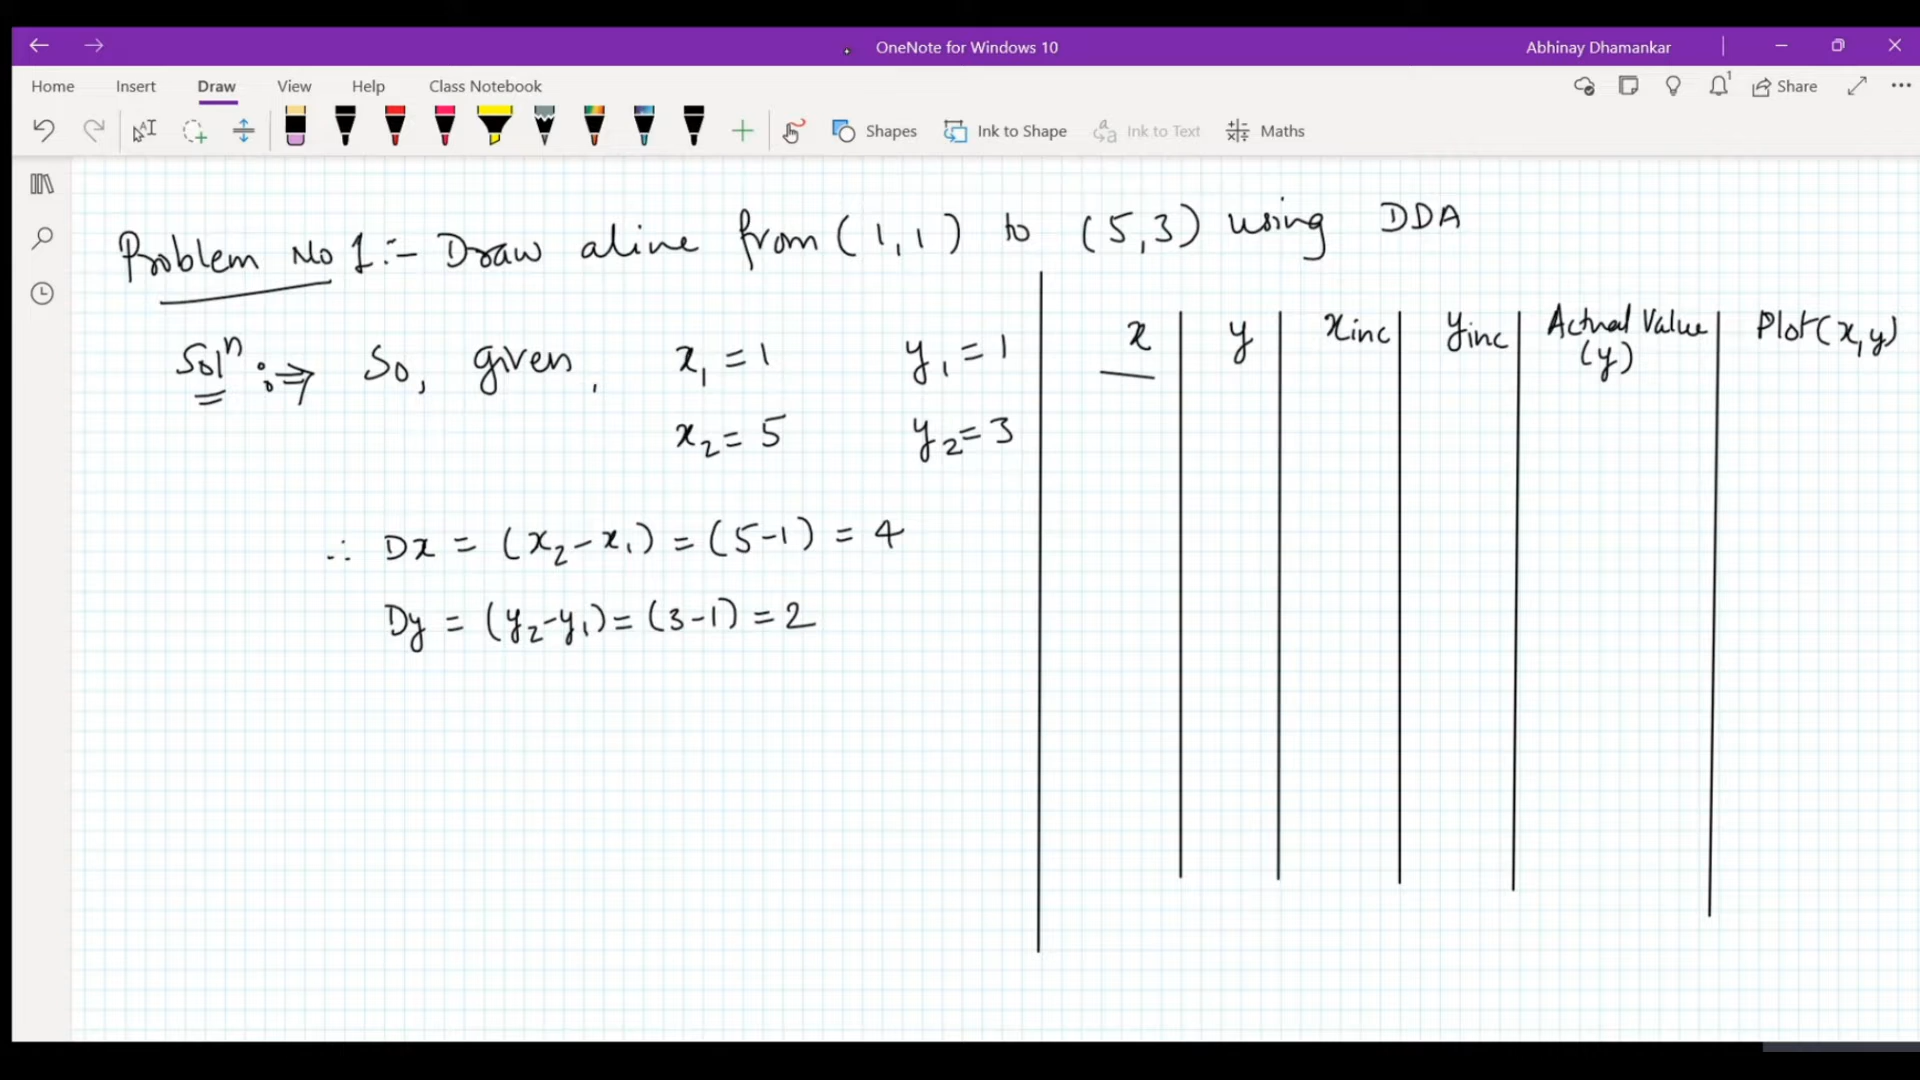 OneNote for Windows 10
Abhinay Dhamankar
Home Insert Draw View Help Class Notebook
1 Share
Shapes Ink to Shape Ink to Text Maths
Problem No 1:- Draw aline from (1,1) to (5,3) using DDA
Solⁿ :⇒ So, given, x₁ = 1 y₁ = 1
x₂ = 5 y₂ = 3
∴ Dx = (x₂ - x₁) = (5-1) = 4
Dy = (y₂-y₁) = (3-1) = 2
x y xinc yinc Actual Value Plot(x,y)
(y)